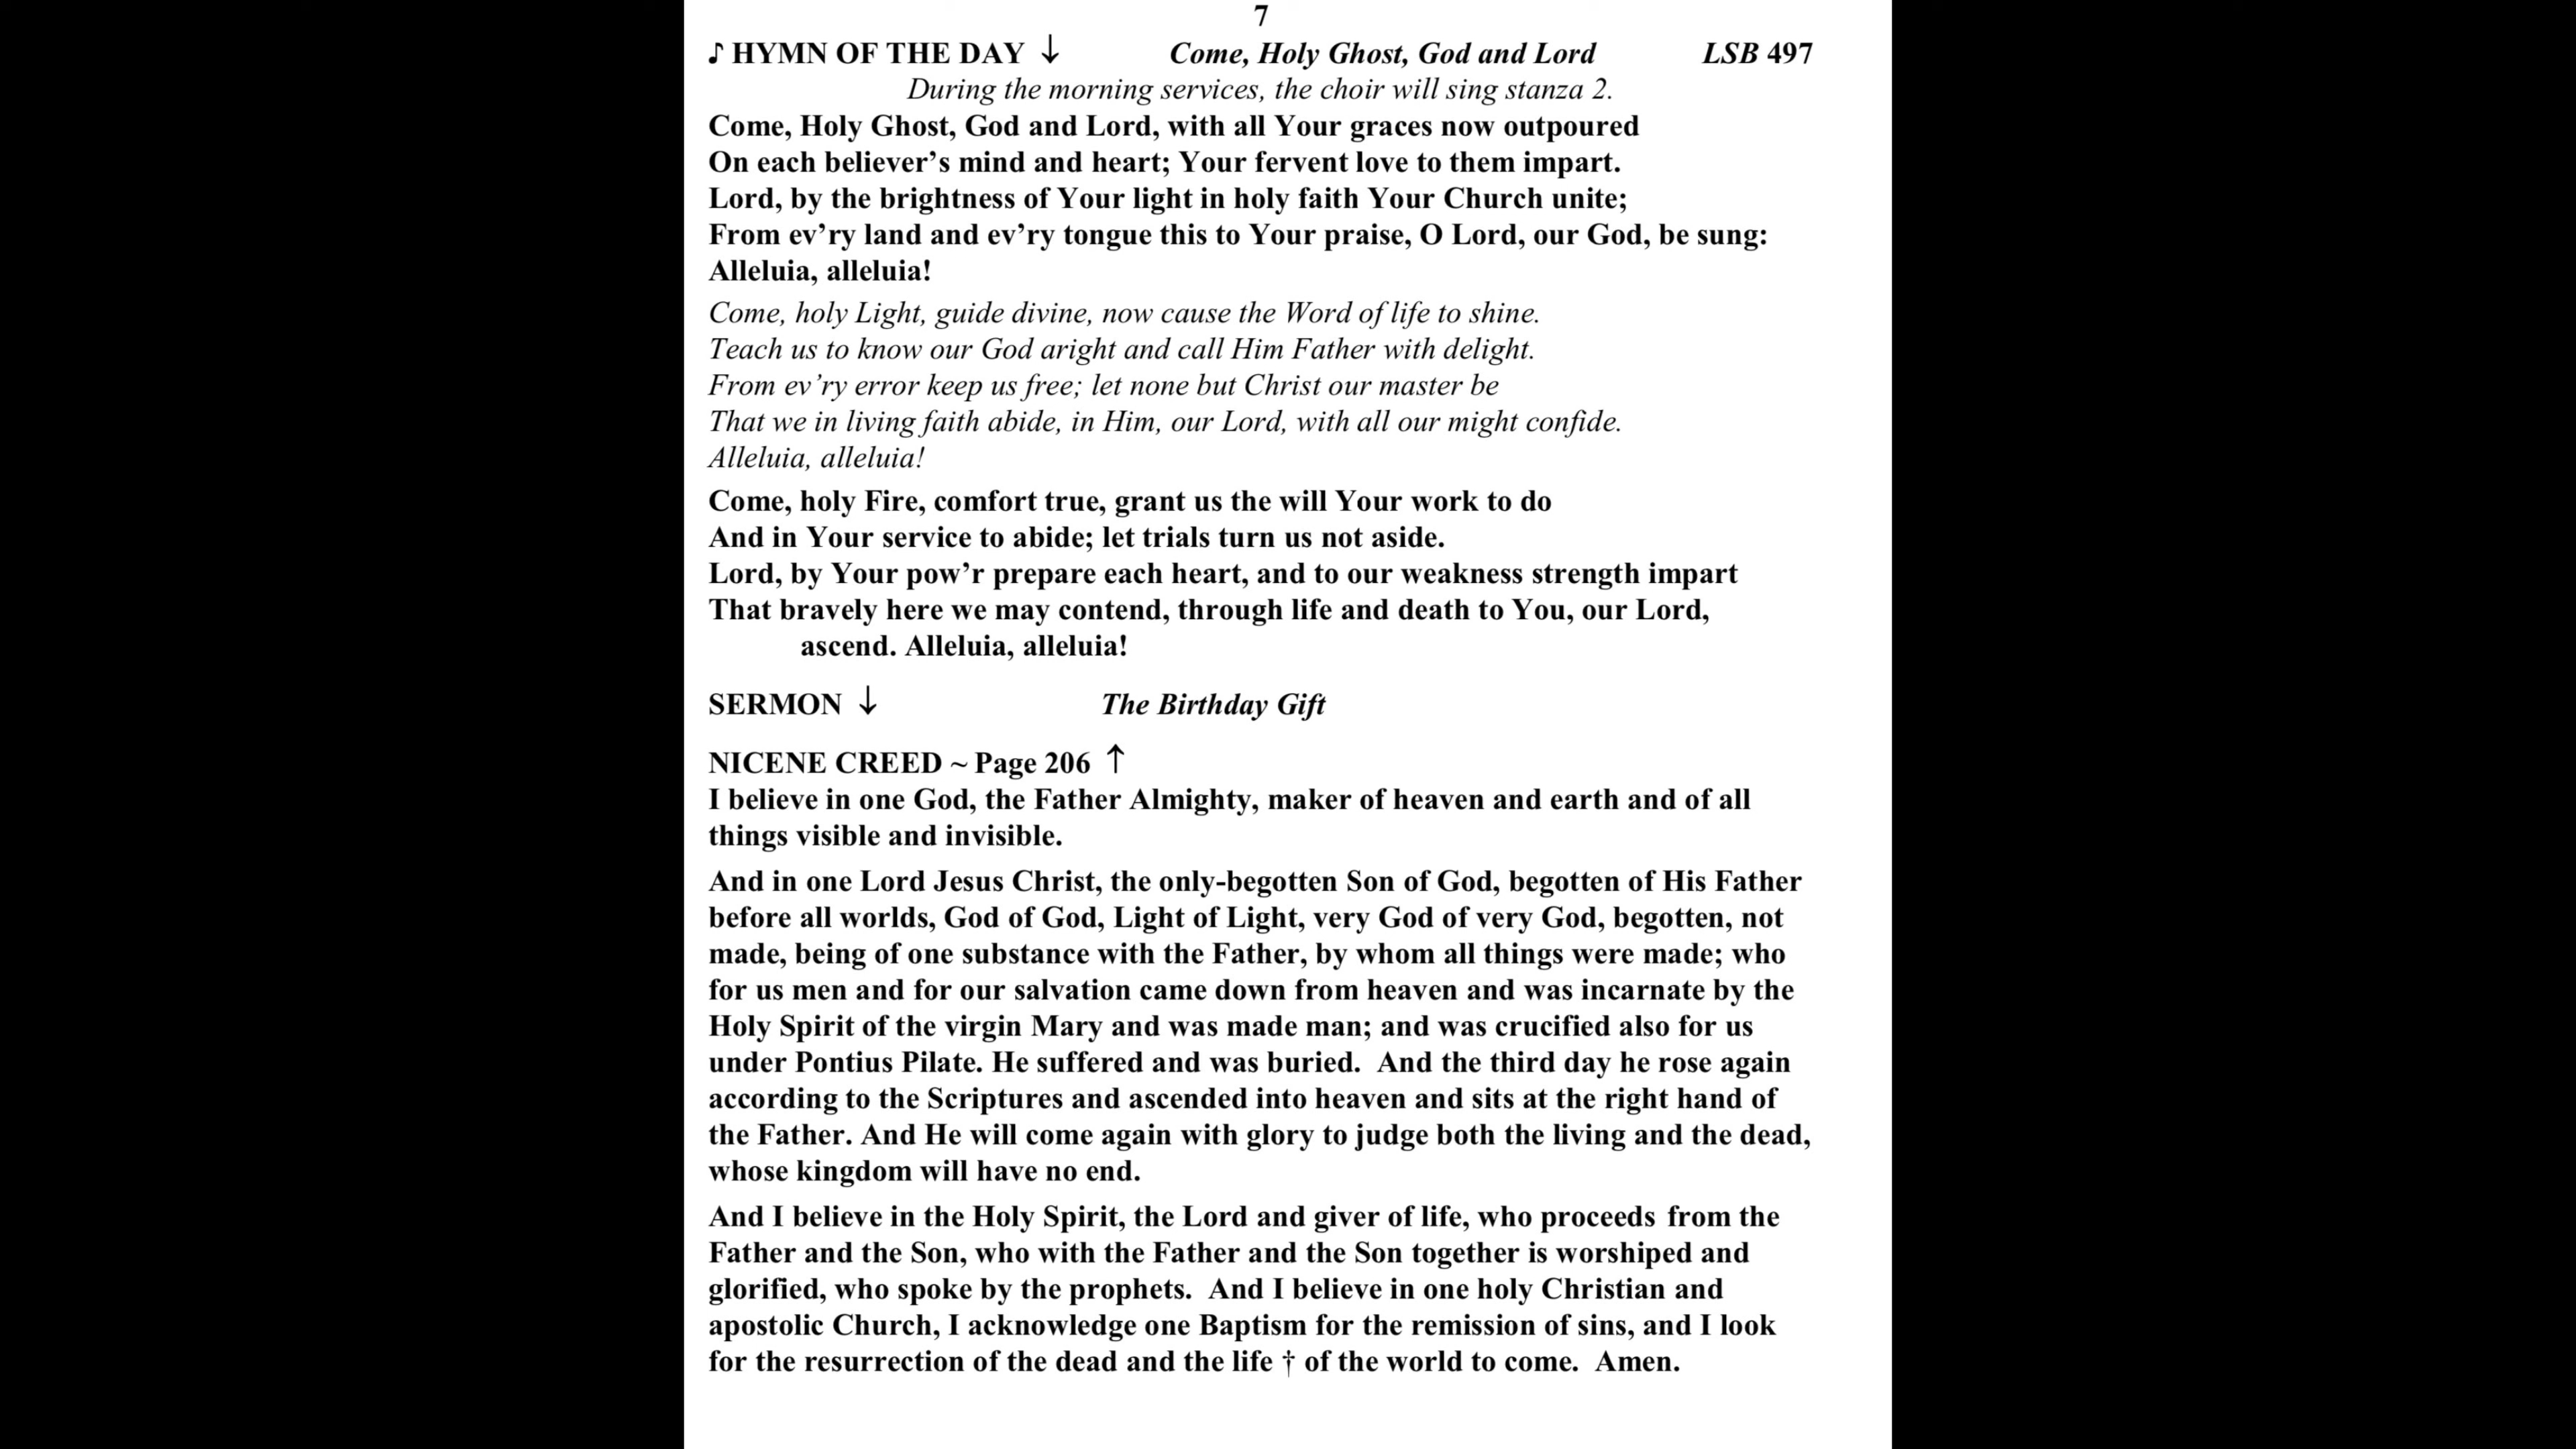 7
♪ HYMN OF THE DAY ↓ Come, Holy Ghost, God and Lord LSB 497
During the morning services, the choir will sing stanza 2.
Come, Holy Ghost, God and Lord, with all Your graces now outpoured
On each believer’s mind and heart; Your fervent love to them impart.
Lord, by the brightness of Your light in holy faith Your Church unite;
From ev’ry land and ev’ry tongue this to Your praise, O Lord, our God, be sung:
Alleluia, alleluia!
Come, holy Light, guide divine, now cause the Word of life to shine.
Teach us to know our God aright and call Him Father with delight.
From ev’ry error keep us free; let none but Christ our master be
That we in living faith abide, in Him, our Lord, with all our might confide.
Alleluia, alleluia!
Come, holy Fire, comfort true, grant us the will Your work to do
And in Your service to abide; let trials turn us not aside.
Lord, by Your pow’r prepare each heart, and to our weakness strength impart
That bravely here we may contend, through life and death to You, our Lord,
ascend. Alleluia, alleluia!
SERMON ↓ The Birthday Gift
NICENE CREED ~ Page 206 ↑
I believe in one God, the Father Almighty, maker of heaven and earth and of all
things visible and invisible.
And in one Lord Jesus Christ, the only-begotten Son of God, begotten of His Father
before all worlds, God of God, Light of Light, very God of very God, begotten, not
made, being of one substance with the Father, by whom all things were made; who
for us men and for our salvation came down from heaven and was incarnate by the
Holy Spirit of the virgin Mary and was made man; and was crucified also for us
under Pontius Pilate. He suffered and was buried.  And the third day he rose again
according to the Scriptures and ascended into heaven and sits at the right hand of
the Father. And He will come again with glory to judge both the living and the dead,
whose kingdom will have no end.
And I believe in the Holy Spirit, the Lord and giver of life, who proceeds from the
Father and the Son, who with the Father and the Son together is worshiped and
glorified, who spoke by the prophets.  And I believe in one holy Christian and
apostolic Church, I acknowledge one Baptism for the remission of sins, and I look
for the resurrection of the dead and the life † of the world to come.  Amen.